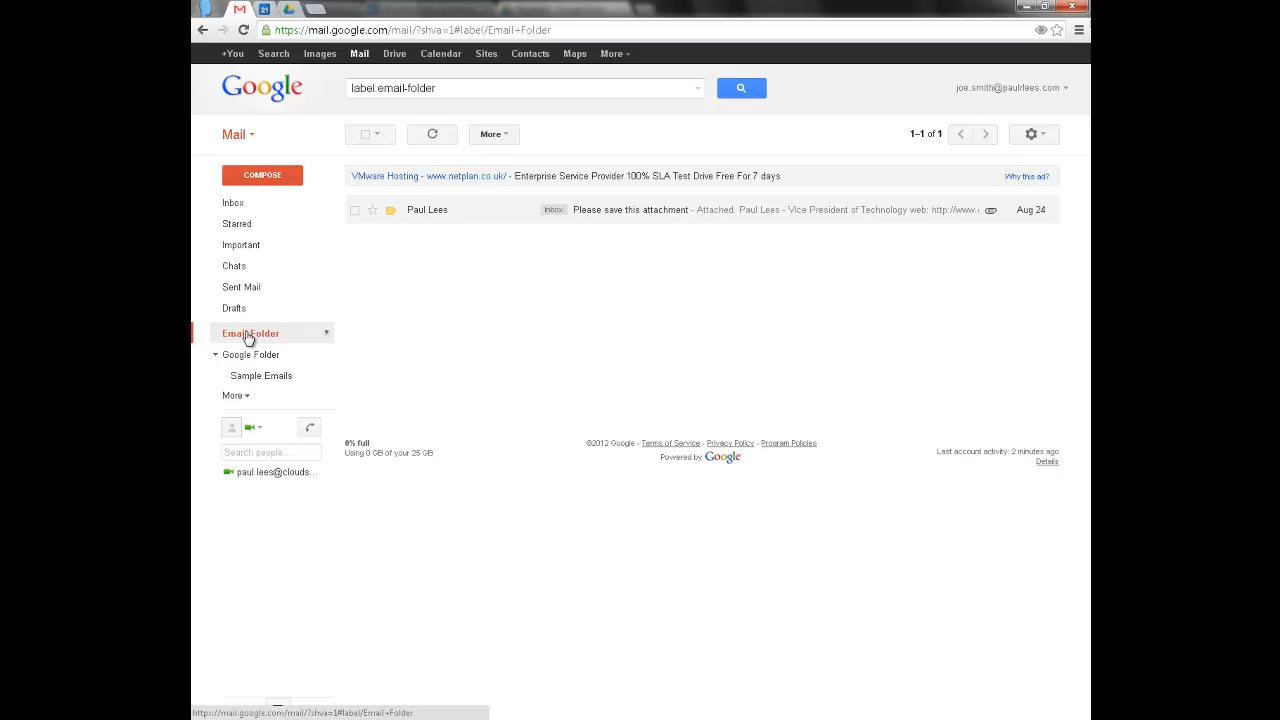 https://mail.google.com/mail/?shva=1#label/Email+Folder
+You Search Images Mail Drive Calendar Sites Contacts Maps More
Google
label:email-folder
joe.smith@paulrlees.com
Mail
More
1–1 of 1
COMPOSE
VMware Hosting - www.netplan.co.uk/ - Enterprise Service Provider 100% SLA Test Drive Free For 7 days
Why this ad?
Inbox
Paul Lees
Inbox
Please save this attachment - Attached: Paul Lees - Vice President of Technology web: http://www.
Aug 24
Starred
Important
Chats
Sent Mail
Drafts
Email Folder
Google Folder
Sample Emails
More
Search people...
paul.lees@clouds...
0% full
Using 0 GB of your 25 GB
©2012 Google - Terms of Service - Privacy Policy - Program Policies
Powered by Google
Last account activity: 2 minutes ago
Details
https://mail.google.com/mail/?shva=1#label/Email+Folder